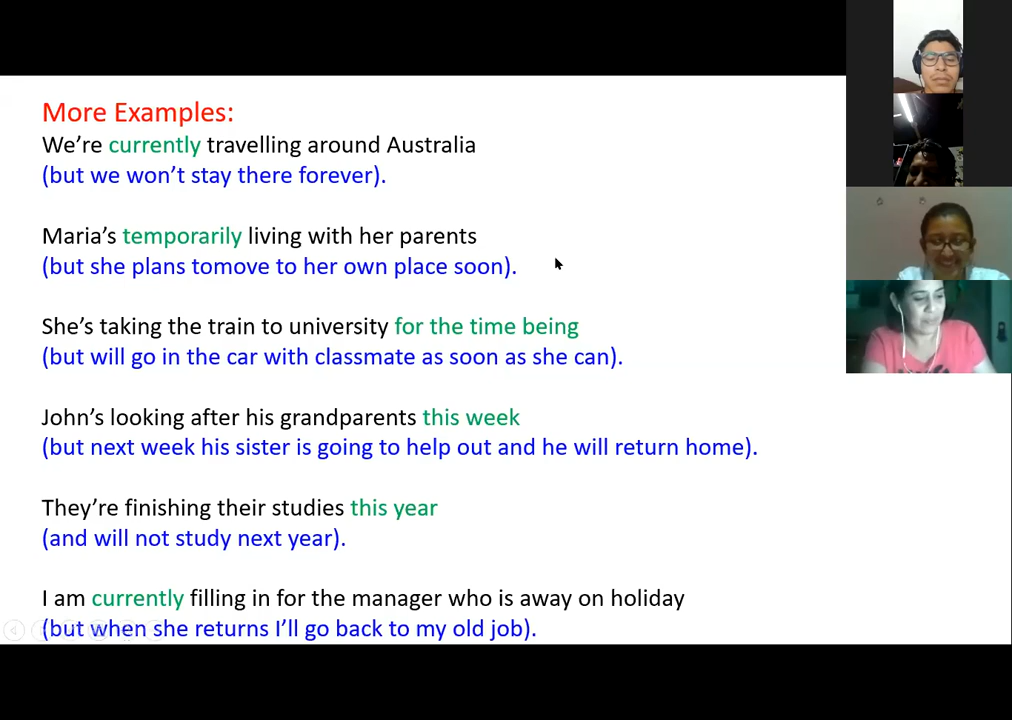 More Examples:
We're currently travelling around Australia
(but we won't stay there forever).
Maria's temporarily living with her parents
(but she plans tomove to her own place soon).
She's taking the train to university for the time being
(but will go in the car with classmate as soon as she can).
John's looking after his grandparents this week
(but next week his sister is going to help out and he will return home).
They're finishing their studies this year
(and will not study next year).
I am currently filling in for the manager who is away on holiday
(but when she returns I'll go back to my old job).